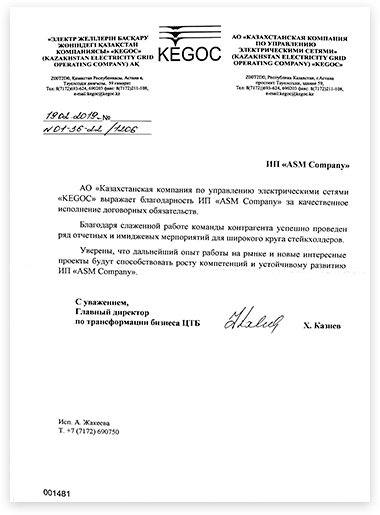 «ЭЛЕКТР ЖЕЛІЛЕРІН БАСҚАРУ
ЖӨНІНДЕГІ ҚАЗАҚСТАН
КОМПАНИЯСЫ» «KEGOC»
(KAZAKHSTAN ELECTRICITY GRID
OPERATING COMPANY) АҚ
Z00T2D0, Қазақстан Республикасы, Астана қ.
Тәуелсіздік даңғылы, 59 ғимарат
Тел: 8(7172)693-824, 690203 факс: 8(7172)211-108,
e-mail:kegoc@kegoc.kz
KEGOC
АО «КАЗАХСТАНСКАЯ КОМПАНИЯ
ПО УПРАВЛЕНИЮ
ЭЛЕКТРИЧЕСКИМИ СЕТЯМИ»
(KAZAKHSTAN ELECTRICITY GRID
OPERATING COMPANY) «KEGOC»
Z00T2D0, Республика Казахстан, г.Астана
проспект Тәуелсіздік, здание 59,
Тел: 8(7172)693-824, 690203 факс: 8(7172)211-108,
e-mail:kegoc@kegoc.kz
19.02.2019 №
N 01-36-22/1206
ИП «ASM Company»
АО «Казахстанская компания по управлению электрическими сетями
«KEGOC» выражает благодарность ИП «ASM Company» за качественное
исполнение договорных обязательств.
Благодаря слаженной работе команды контрагента успешно проведен
ряд отчетных и имиджевых мерпориятий для широкого круга стейкхолдеров.
Уверены, что дальнейший опыт работы на рынке и новые интересные
проекты будут способствовать росту компетенций и устойчивому развитию
ИП «ASM Company».
С уважением,
Главный директор
по трансформации бизнеса ЦТБ
Х. Казиев
Исп. А. Жакеева
Т. +7 (7172) 690750
001481